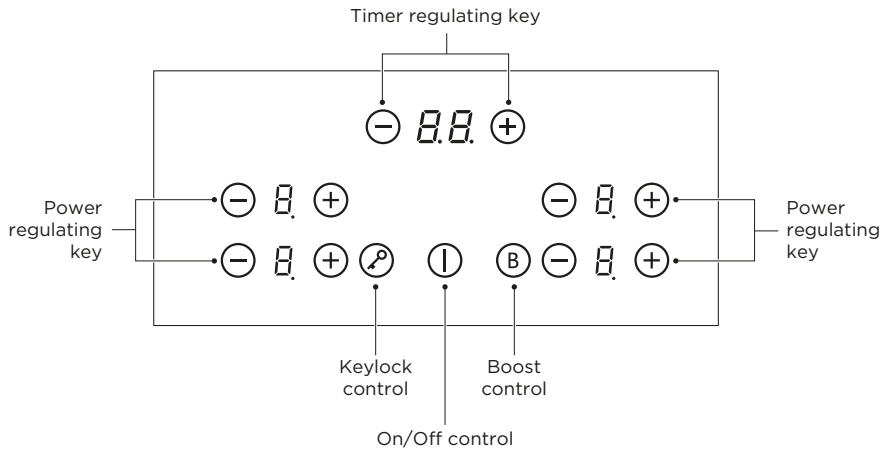 Timer regulating key
8.8.
8.
8.
Power
regulating
key
Power
regulating
key
8.
B
8.
Keylock
control
Boost
control
On/Off control